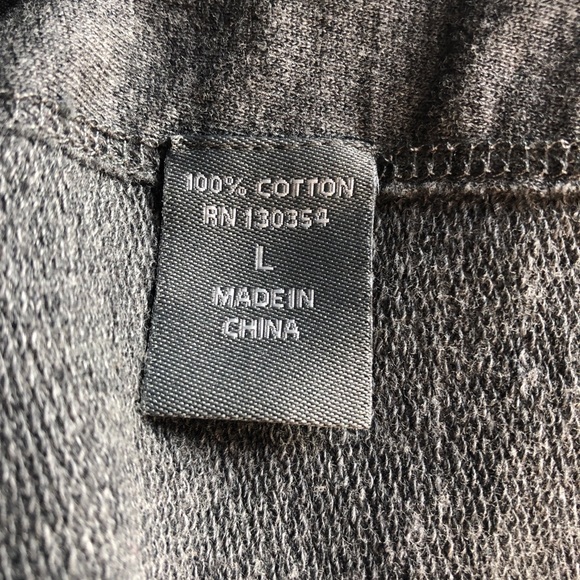 100% COTTON
RN 130354
L
MADE IN
CHINA